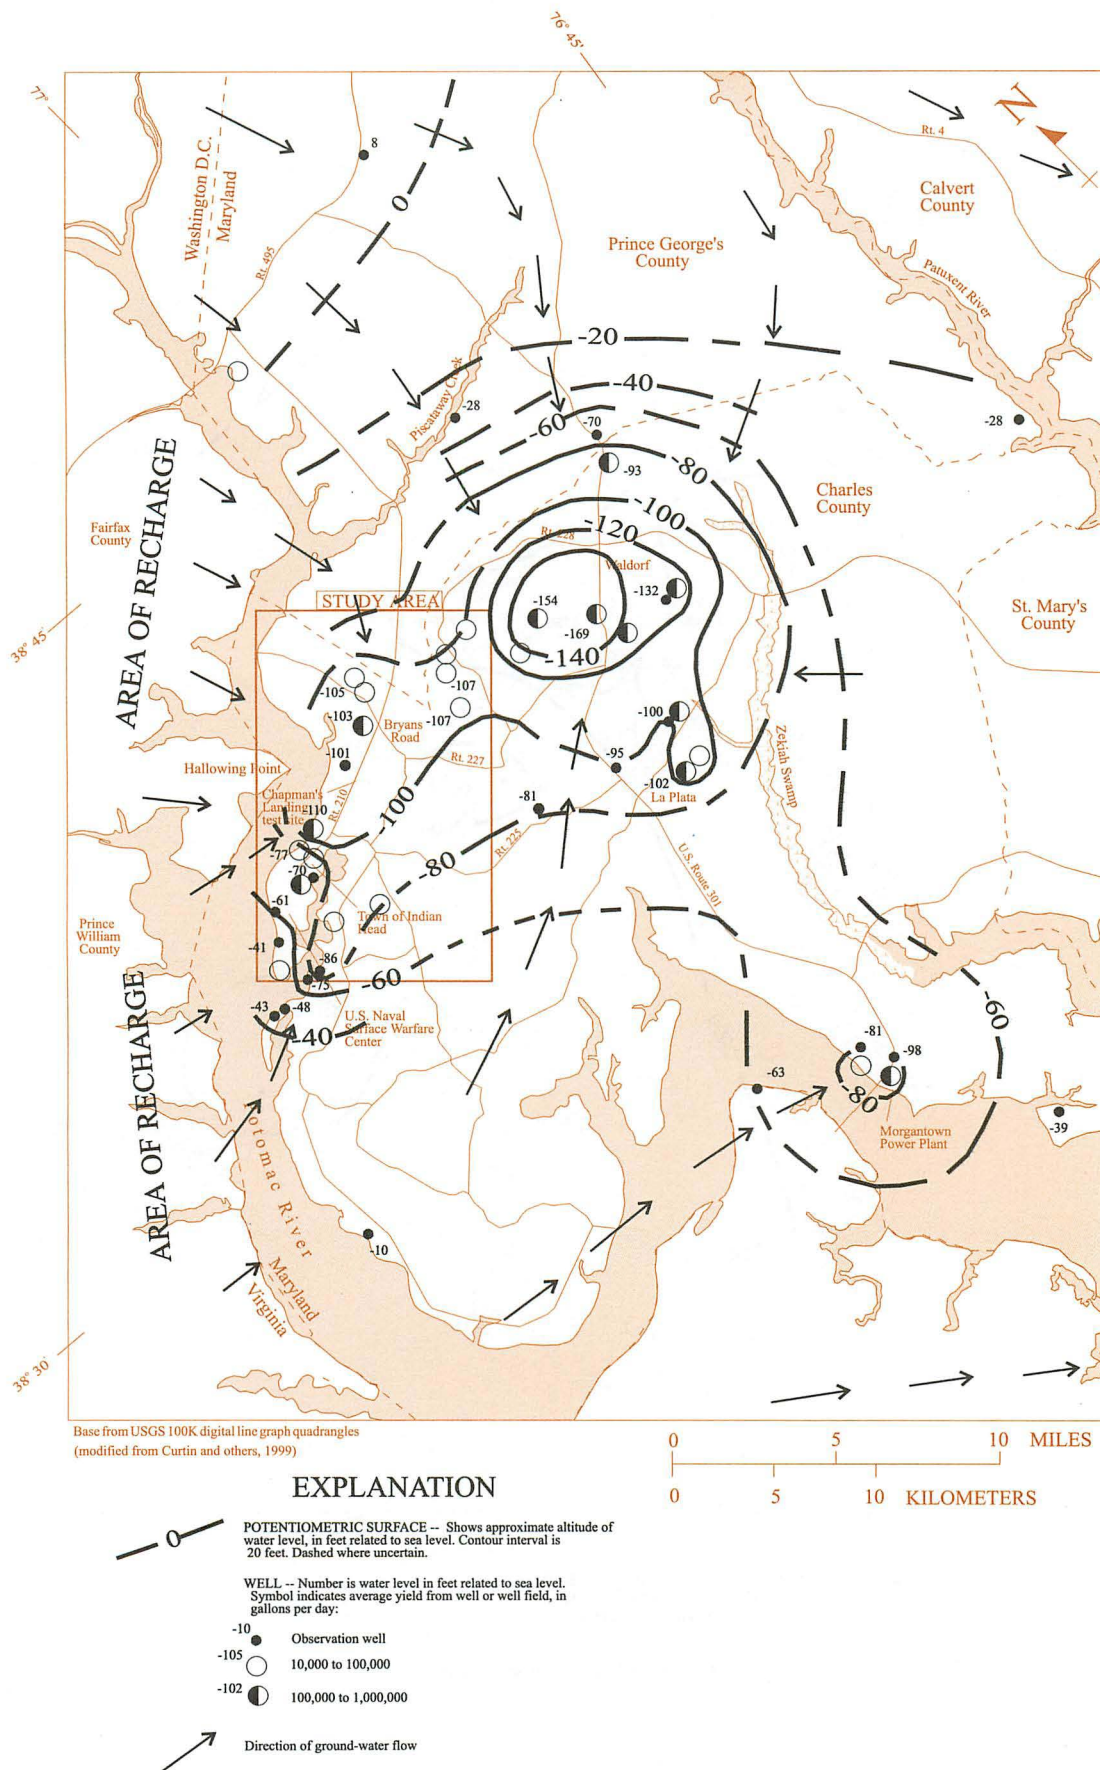 76° 45'
77°
N
Rt. 4
8
Washington D.C.
Maryland
Calvert
County
0
Prince George's
County
Rt. 495
Patuxent River
-20
-40
Piscataway Creek
-28
-60
-70
-28
-93
-80
AREA OF RECHARGE
Charles
County
-100
Fairfax
County
-120
Rt. 228
Waldorf
STUDY AREA
-132
-154
St. Mary's
County
38° 45'
-169
-140
-105
-107
-103
-107
-100
Bryans
Road
-101
Rt. 227
-95
Zekiah Swamp
Hallowing Point
-102
La Plata
Chapman's
Landing
test site
Rt. 210
-110
-100
-81
-77
-80
Rt. 225
U.S. Route 301
-70
-61
Town of Indian
Head
Prince
William
County
-41
-86
-75
-60
-60
-43
-48
U.S. Naval
Surface Warfare
Center
-40
-81
-98
AREA OF RECHARGE
-63
-80
-39
Morgantown
Power Plant
otomac River
-10
Maryland
Virginia
38° 30'
Base from USGS 100K digital line graph quadrangles
(modified from Curtin and others, 1999)
0 5 10 MILES
0 5 10 KILOMETERS
EXPLANATION
0
POTENTIOMETRIC SURFACE -- Shows approximate altitude of
water level, in feet related to sea level. Contour interval is
20 feet. Dashed where uncertain.
WELL -- Number is water level in feet related to sea level.
Symbol indicates average yield from well or well field, in
gallons per day:
-10 Observation well
-105 10,000 to 100,000
-102 100,000 to 1,000,000
Direction of ground-water flow